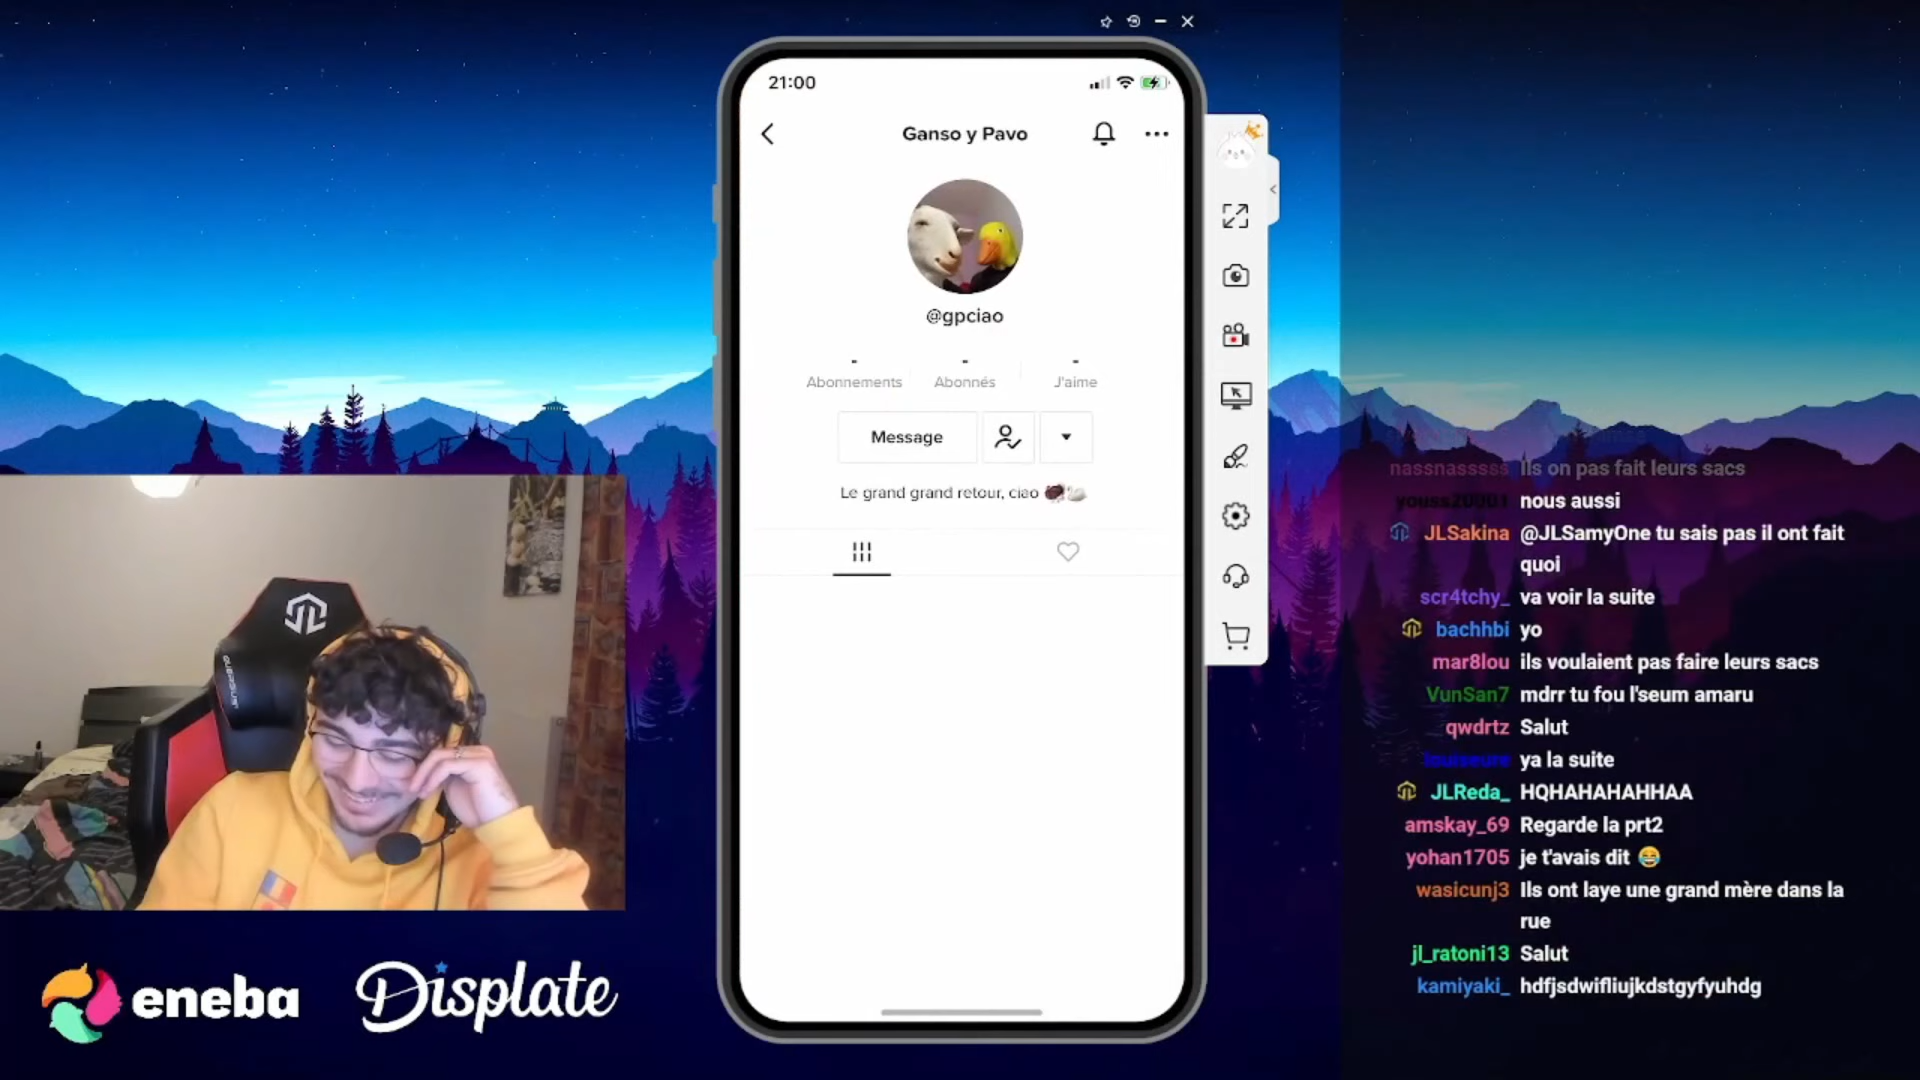 21:00
Ganso y Pavo
@gpciao
- - -
Abonnements Abonnés J'aime
Message
Le grand grand retour, ciao 🦃🦢
nassnasssss Ils on pas fait leurs sacs
youss20001 nous aussi
JLSakina @JLSamyOne tu sais pas il ont fait
quoi
scr4tchy_ va voir la suite
bachhbi yo
mar8lou ils voulaient pas faire leurs sacs
VunSan7 mdrr tu fou l'seum amaru
qwdrtz Salut
ya la suite
JLReda_ HQHAHAHAHHAA
amskay_69 Regarde la prt2
yohan1705 je t'avais dit 😂
wasicunj3 Ils ont laye une grand mère dans la
rue
jl_ratoni13 Salut
kamiyaki_ hdfjsdwifliujkdstgyfyuhdg
eneba
Displate